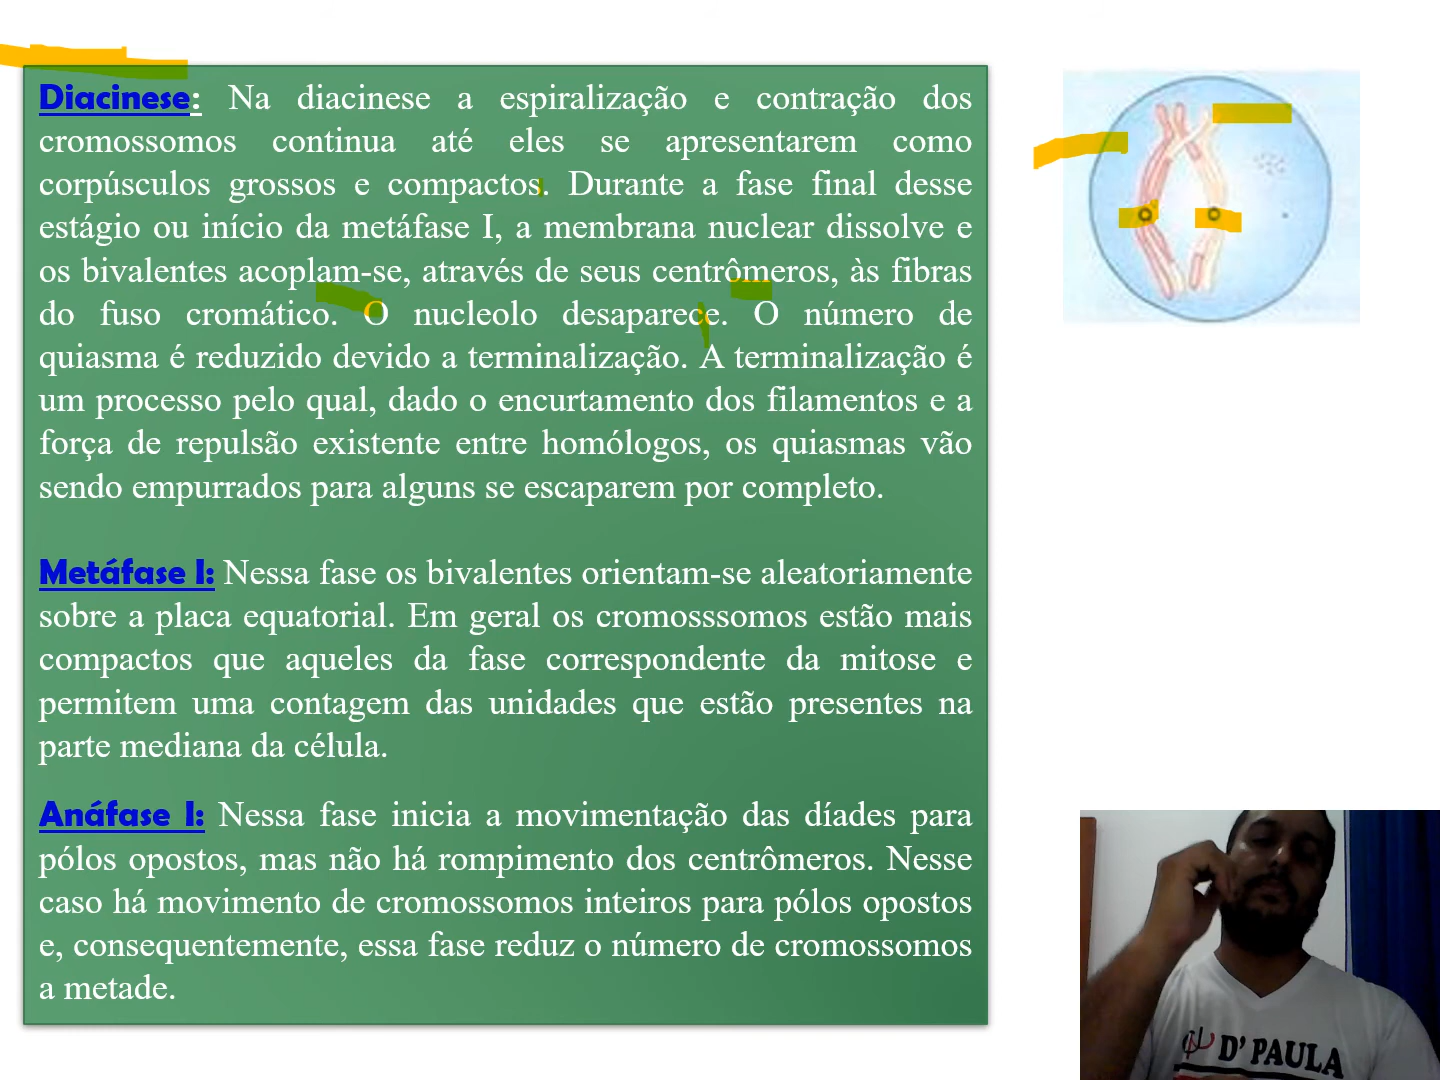 Diacinese: Na diacinese a espiralização e contração dos
cromossomos continua até eles se apresentarem como
corpúsculos grossos e compactos. Durante a fase final desse
estágio ou início da metáfase I, a membrana nuclear dissolve e
os bivalentes acoplam-se, através de seus centrômeros, às fibras
do fuso cromático. O nucleolo desaparece. O número de
quiasma é reduzido devido a terminalização. A terminalização é
um processo pelo qual, dado o encurtamento dos filamentos e a
força de repulsão existente entre homólogos, os quiasmas vão
sendo empurrados para alguns se escaparem por completo.
Metáfase I: Nessa fase os bivalentes orientam-se aleatoriamente
sobre a placa equatorial. Em geral os cromosssomos estão mais
compactos que aqueles da fase correspondente da mitose e
permitem uma contagem das unidades que estão presentes na
parte mediana da célula.
Anáfase I: Nessa fase inicia a movimentação das díades para
pólos opostos, mas não há rompimento dos centrômeros. Nesse
caso há movimento de cromossomos inteiros para pólos opostos
e, consequentemente, essa fase reduz o número de cromossomos
a metade.
D' PAULA